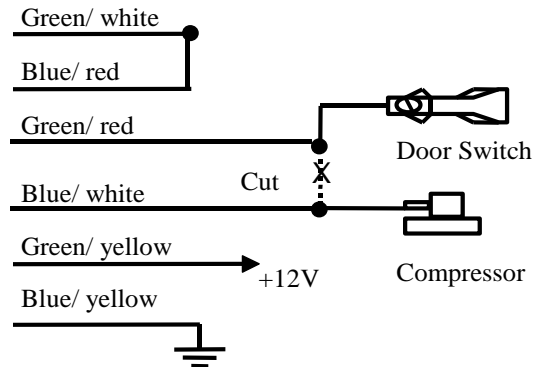 Green/ white
Blue/ red
Green/ red
Door Switch
Cut
X
Blue/ white
Green/ yellow
+12V
Compressor
Blue/ yellow